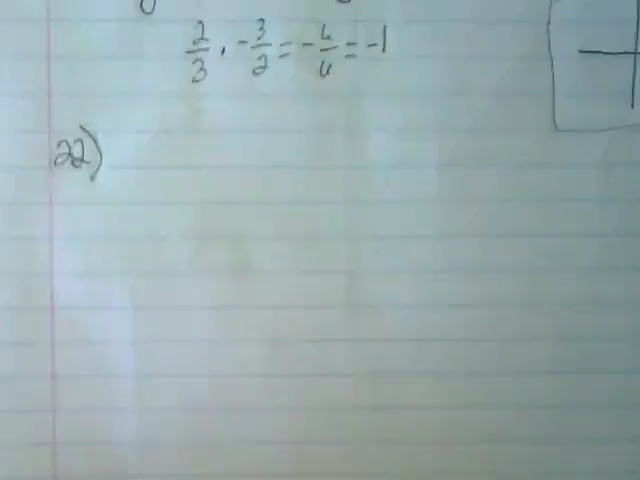 2/3 · -3/2 = -6/6 = -1
22)